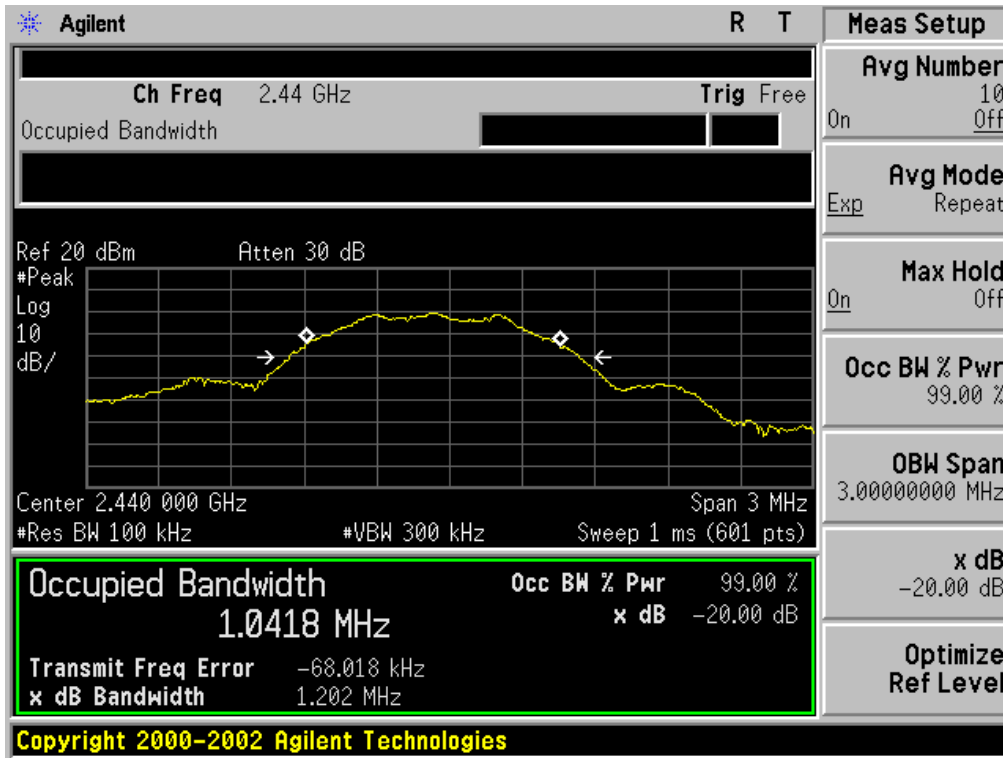 Agilent R T
Ch Freq 2.44 GHz Trig Free
Occupied Bandwidth
Ref 20 dBm Atten 30 dB
#Peak
Log
10
dB/
Center 2.440 000 GHz Span 3 MHz
#Res BW 100 kHz #VBW 300 kHz Sweep 1 ms (601 pts)
Occupied Bandwidth Occ BW % Pwr 99.00 %
1.0418 MHz x dB -20.00 dB
Transmit Freq Error -68.018 kHz
x dB Bandwidth 1.202 MHz
Copyright 2000-2002 Agilent Technologies
Meas Setup
Avg Number
10
On Off
Avg Mode
Exp Repeat
Max Hold
On Off
Occ BW % Pwr
99.00 %
OBW Span
3.00000000 MHz
x dB
-20.00 dB
Optimize
Ref Level